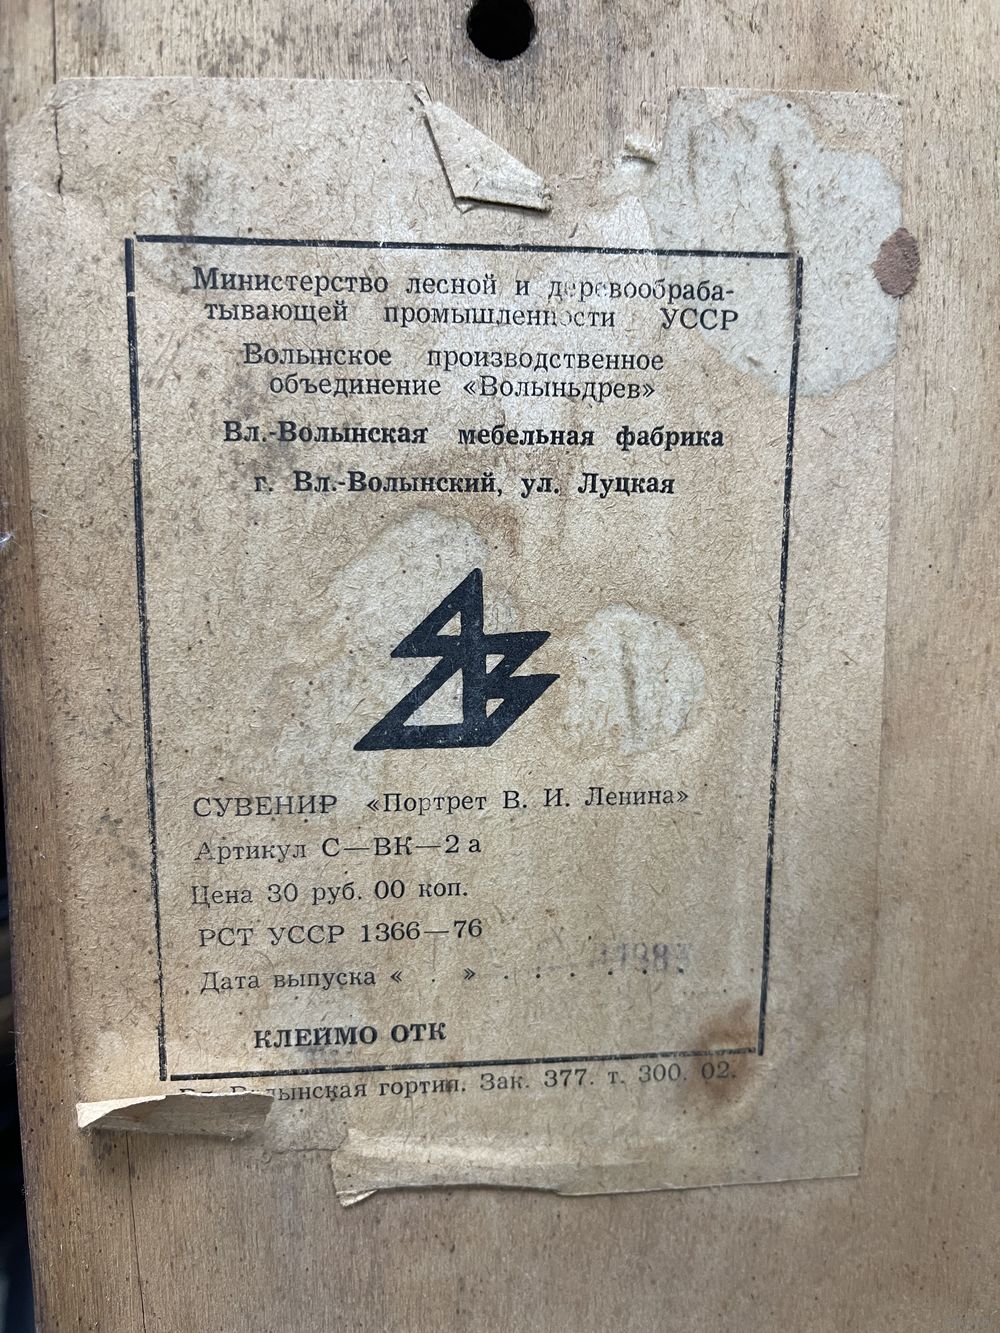 Министерство лесной и деревообраба-
тывающей промышленности УССР
Волынское производственное
объединение «Волыньдрев»
Вл.-Волынская мебельная фабрика
г. Вл.-Волынский, ул. Луцкая
СУВЕНИР «Портрет В. И. Ленина»
Артикул С—ВК—2а
Цена 30 руб. 00 коп.
РСТ УССР 1366—76
Дата выпуска « . » . . . . . . .
КЛЕЙМО ОТК
гортип. Зак. 377. т. 300. 02.